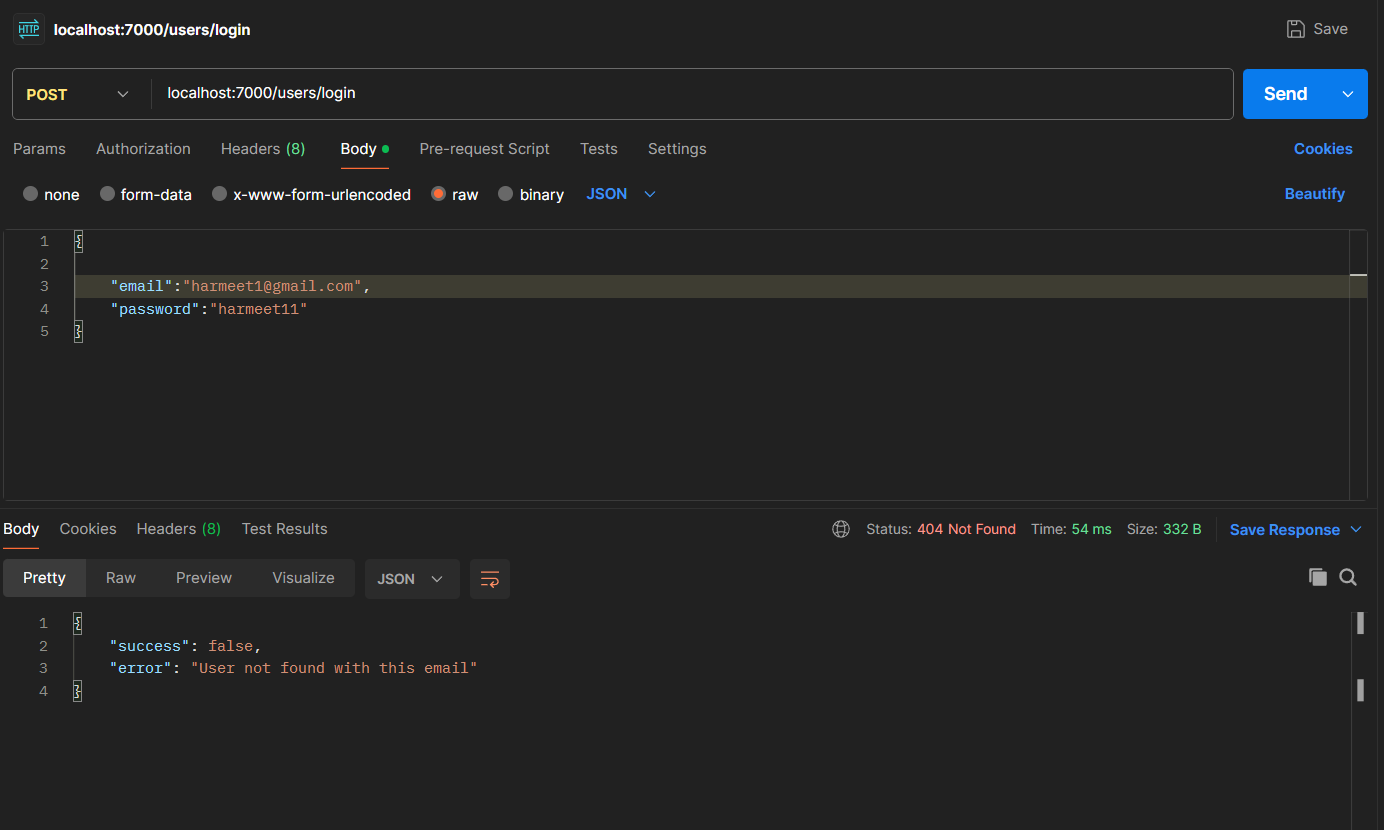 HTTP localhost:7000/users/login Save
POST localhost:7000/users/login Send
Params Authorization Headers (8) Body Pre-request Script Tests Settings Cookies
none form-data x-www-form-urlencoded raw binary JSON Beautify
1 {
2
3 "email":"harmeet1@gmail.com",
4 "password":"harmeet11"
5 }
Body Cookies Headers (8) Test Results Status: 404 Not Found Time: 54 ms Size: 332 B Save Response
Pretty Raw Preview Visualize JSON
1 {
2 "success": false,
3 "error": "User not found with this email"
4 }